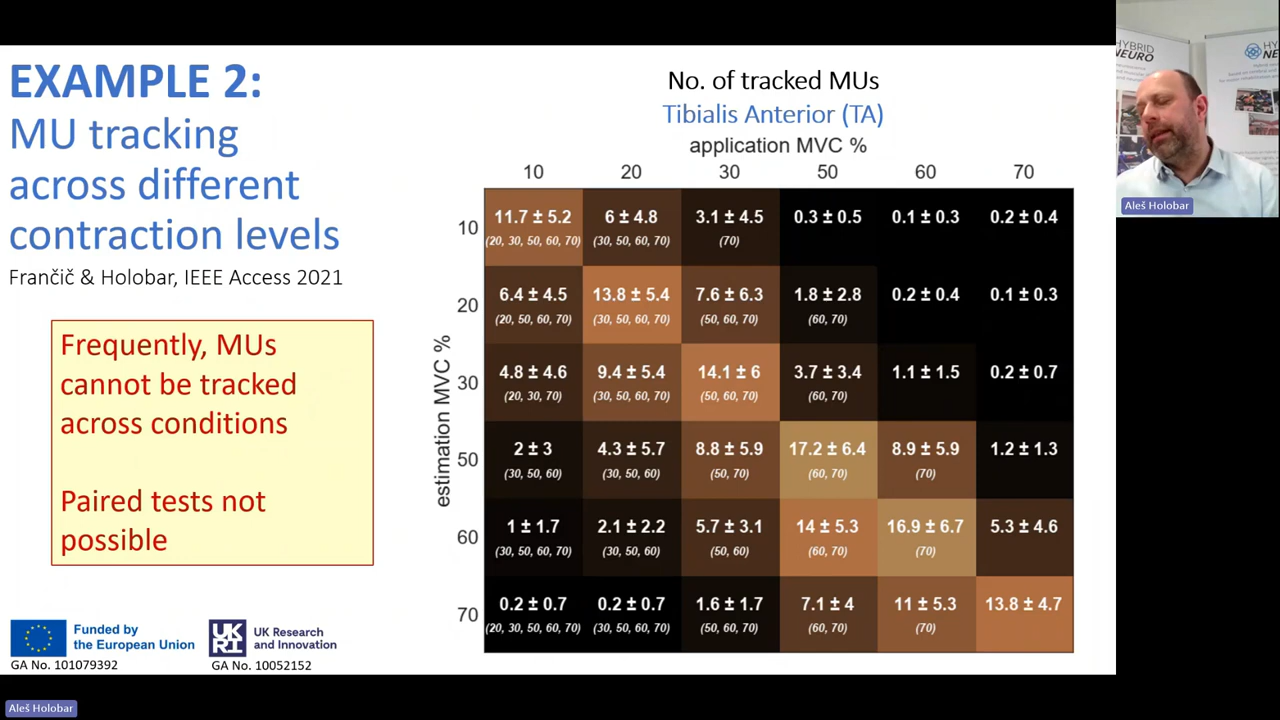 EXAMPLE 2:
MU tracking
across different
contraction levels
Frančič & Holobar, IEEE Access 2021
Frequently, MUs
cannot be tracked
across conditions
Paired tests not
possible
Funded by
the European Union
GA No. 101079392
UK
RI
UK Research
and Innovation
GA No. 10052152
No. of tracked MUs
Tibialis Anterior (TA)
application MVC %
10 20 30 50 60 70
estimation MVC %
10 11.7 ± 5.2 6 ± 4.8 3.1 ± 4.5 0.3 ± 0.5 0.1 ± 0.3 0.2 ± 0.4
(20, 30, 50, 60, 70) (30, 50, 60, 70) (70)
20 6.4 ± 4.5 13.8 ± 5.4 7.6 ± 6.3 1.8 ± 2.8 0.2 ± 0.4 0.1 ± 0.3
(20, 50, 60, 70) (30, 50, 60, 70) (50, 60, 70) (60, 70)
30 4.8 ± 4.6 9.4 ± 5.4 14.1 ± 6 3.7 ± 3.4 1.1 ± 1.5 0.2 ± 0.7
(20, 30, 70) (30, 50, 60, 70) (50, 60, 70) (60, 70)
50 2 ± 3 4.3 ± 5.7 8.8 ± 5.9 17.2 ± 6.4 8.9 ± 5.9 1.2 ± 1.3
(30, 50, 60) (30, 50, 60) (50, 70) (60, 70) (70)
60 1 ± 1.7 2.1 ± 2.2 5.7 ± 3.1 14 ± 5.3 16.9 ± 6.7 5.3 ± 4.6
(30, 50, 60, 70) (30, 50, 60) (50, 60) (60, 70) (70)
70 0.2 ± 0.7 0.2 ± 0.7 1.6 ± 1.7 7.1 ± 4 11 ± 5.3 13.8 ± 4.7
(20, 30, 50, 60, 70) (30, 50, 60, 70) (50, 60, 70) (60, 70) (70)
HYBRID
NEURO
Aleš Holobar
Aleš Holobar